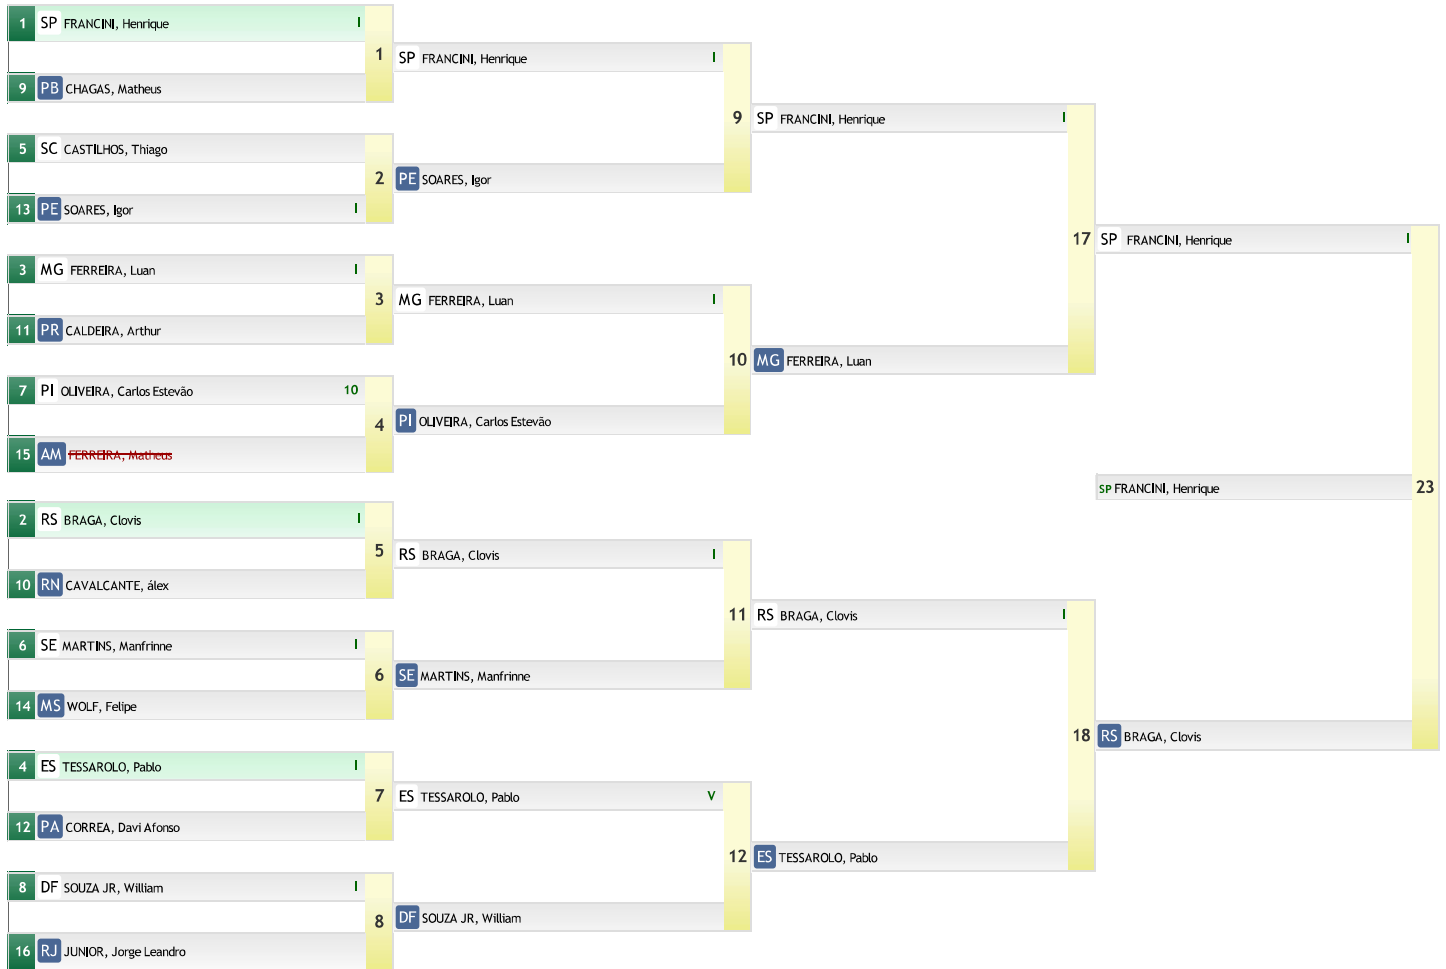 1 SP FRANCINI, Henrique I
1
9 PB CHAGAS, Matheus
5 SC CASTILHOS, Thiago
2
13 PE SOARES, Igor I
3 MG FERREIRA, Luan I
3
11 PR CALDEIRA, Arthur
7 PI OLIVEIRA, Carlos Estevão 10
4
15 AM FERREIRA, Matheus
2 RS BRAGA, Clovis I
5
10 RN CAVALCANTE, álex
6 SE MARTINS, Manfrinne I
6
14 MS WOLF, Felipe
4 ES TESSAROLO, Pablo I
7
12 PA CORREA, Davi Afonso
8 DF SOUZA JR, William I
8
16 RJ JUNIOR, Jorge Leandro
SP FRANCINI, Henrique I
9
PE SOARES, Igor
MG FERREIRA, Luan I
10
PI OLIVEIRA, Carlos Estevão
RS BRAGA, Clovis I
11
SE MARTINS, Manfrinne
ES TESSAROLO, Pablo V
12
DF SOUZA JR, William
SP FRANCINI, Henrique I
17
MG FERREIRA, Luan
RS BRAGA, Clovis I
18
ES TESSAROLO, Pablo
SP FRANCINI, Henrique I
SP FRANCINI, Henrique 23
RS BRAGA, Clovis